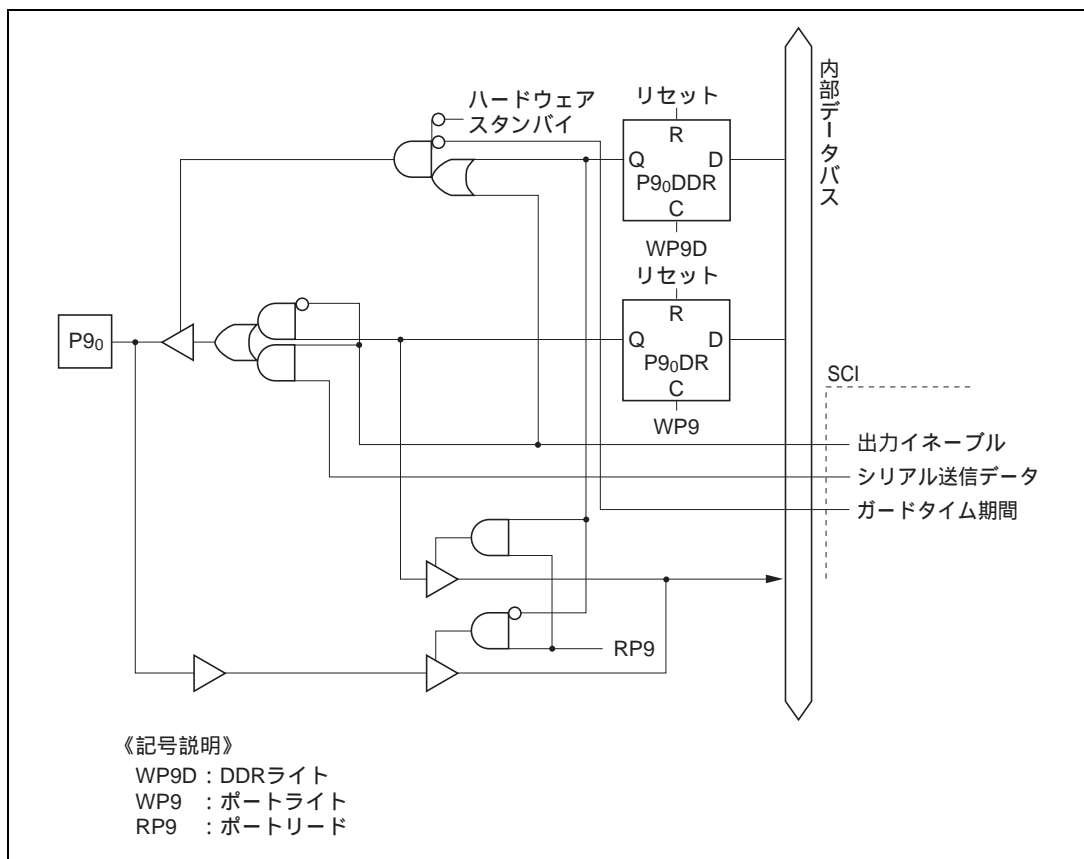 ハードウェア
スタンバイ
リセット
R
Q
D
P9₀DDR
C
WP9D
内部データバス
リセット
R
Q
D
P9₀DR
C
WP9
P9₀
SCI
出力イネーブル
シリアル送信データ
ガードタイム期間
RP9
《記号説明》
WP9D : DDRライト
WP9 : ポートライト
RP9 : ポートリード